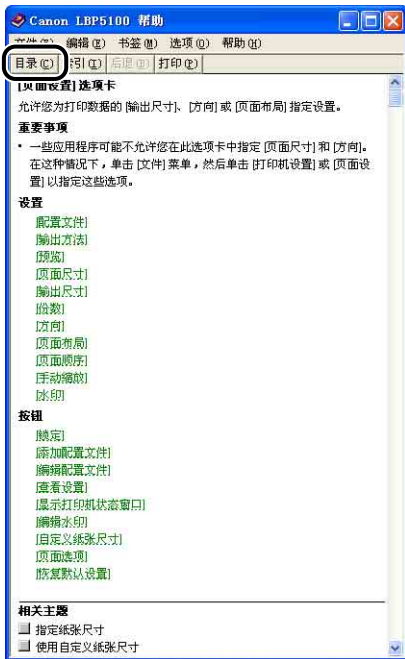 Canon LBP5100 帮助
文件(F) 编辑(E) 书签(M) 选项(O) 帮助(H)
目录(C) 索引(I) 后退(B) 打印(P)
[页面设置] 选项卡
允许您为打印数据的 [输出尺寸]、[方向] 或 [页面布局] 指定设置。
重要事项
• 一些应用程序可能不允许您在此选项卡中指定 [页面尺寸] 和 [方向]。
在这种情况下，单击 [文件] 菜单，然后单击 [打印机设置] 或 [页面设
置] 以指定这些选项。
设置
[配置文件]
[输出方法]
[预览]
[页面尺寸]
[输出尺寸]
[份数]
[方向]
[页面布局]
[页面顺序]
[手动缩放]
[水印]
按钮
[锁定]
[添加配置文件]
[编辑配置文件]
[查看设置]
[显示打印机状态窗口]
[编辑水印]
[自定义纸张尺寸]
[页面选项]
[恢复默认设置]
相关主题
指定纸张尺寸
使用自定义纸张尺寸